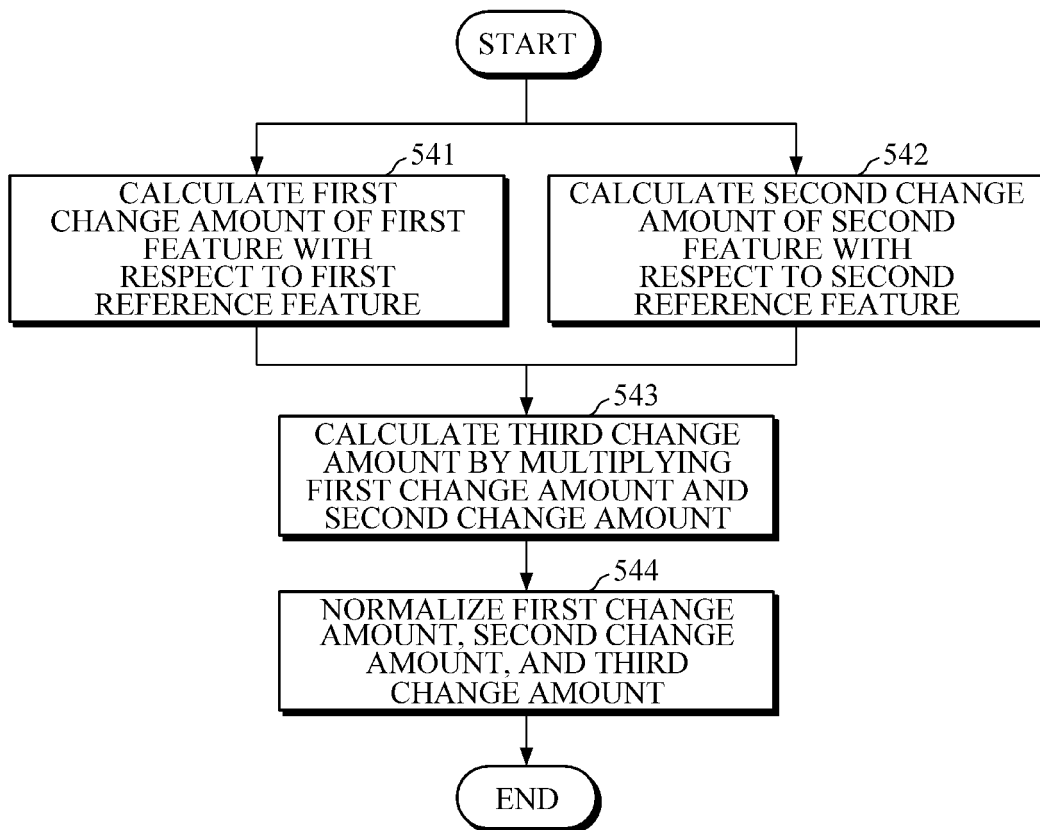 START
541
CALCULATE FIRST
CHANGE AMOUNT OF FIRST
FEATURE WITH
RESPECT TO FIRST
REFERENCE FEATURE
542
CALCULATE SECOND CHANGE
AMOUNT OF SECOND
FEATURE WITH
RESPECT TO SECOND
REFERENCE FEATURE
543
CALCULATE THIRD CHANGE
AMOUNT BY MULTIPLYING
FIRST CHANGE AMOUNT AND
SECOND CHANGE AMOUNT
544
NORMALIZE FIRST CHANGE
AMOUNT, SECOND CHANGE
AMOUNT, AND THIRD
CHANGE AMOUNT
END